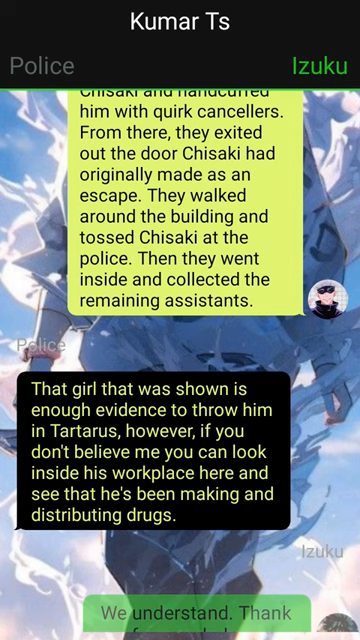 Kumar Ts
Police
Izuku
Chisaki and handcuffed
him with quirk cancellers.
From there, they exited
out the door Chisaki had
originally made as an
escape. They walked
around the building and
tossed Chisaki at the
police. Then they went
inside and collected the
remaining assistants.
Police
That girl that was shown is
enough evidence to throw him
in Tartarus, however, if you
don't believe me you can look
inside his workplace here and
see that he's been making and
distributing drugs.
Izuku
We understand. Thank